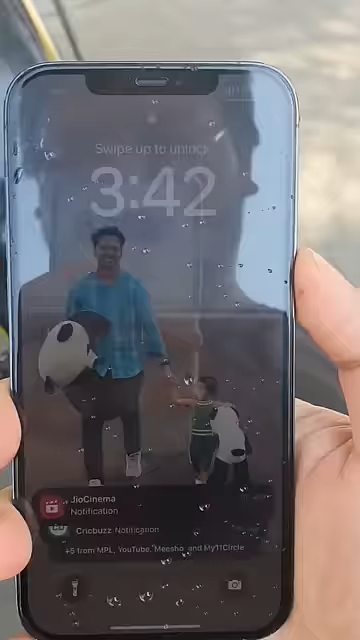 Swipe up to unlock
3:42
JioCinema
Notification
Cricbuzz Notification
+5 from MPL, YouTube, Meesho and My11Circle